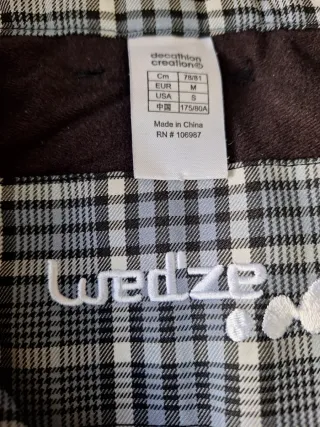 decathlon
creation®
Cm 78/81
EUR M
USA S
中国 175/80A
Made in China
RN # 106987
wed'ze